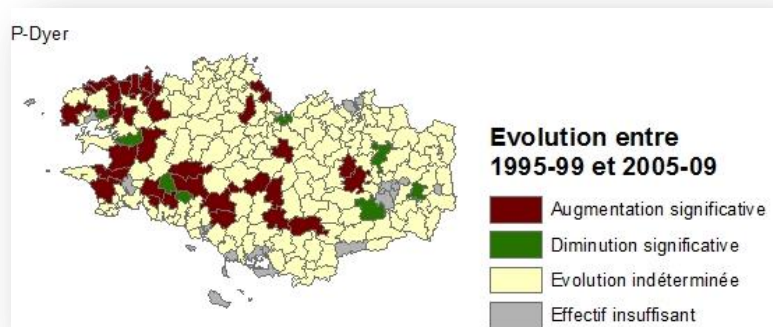 P-Dyer
Evolution entre
1995-99 et 2005-09
Augmentation significative
Diminution significative
Evolution indéterminée
Effectif insuffisant